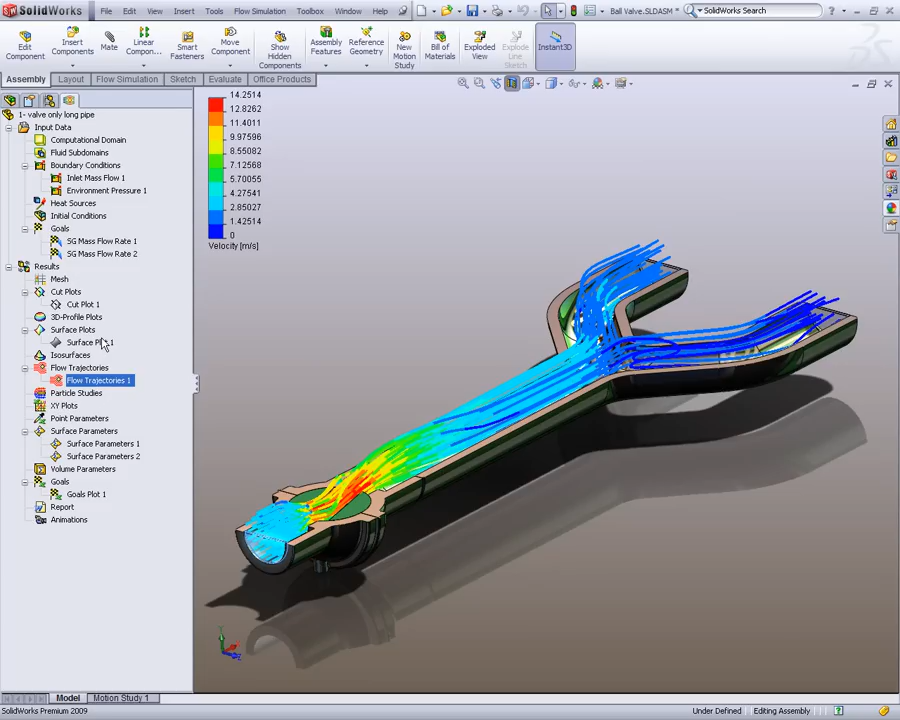 SolidWorks
File Edit View Insert Tools Flow Simulation Toolbox Window Help
Ball Valve.SLDASM *
SolidWorks Search
Edit Component
Insert Components
Mate
Linear Compon...
Smart Fasteners
Move Component
Show Hidden Components
Assembly Features
Reference Geometry
New Motion Study
Bill of Materials
Exploded View
Explode Line Sketch
Instant3D
Assembly Layout Flow Simulation Sketch Evaluate Office Products
1- valve only long pipe
Input Data
Computational Domain
Fluid Subdomains
Boundary Conditions
Inlet Mass Flow 1
Environment Pressure 1
Heat Sources
Initial Conditions
Goals
SG Mass Flow Rate 1
SG Mass Flow Rate 2
Results
Mesh
Cut Plots
Cut Plot 1
3D-Profile Plots
Surface Plots
Surface Pl 1
Isosurfaces
Flow Trajectories
Flow Trajectories 1
Particle Studies
XY Plots
Point Parameters
Surface Parameters
Surface Parameters 1
Surface Parameters 2
Volume Parameters
Goals
Goals Plot 1
Report
Animations
14.2514
12.8262
11.4011
9.97596
8.55082
7.12568
5.70055
4.27541
2.85027
1.42514
0
Velocity [m/s]
Model Motion Study 1
SolidWorks Premium 2009
Under Defined Editing Assembly